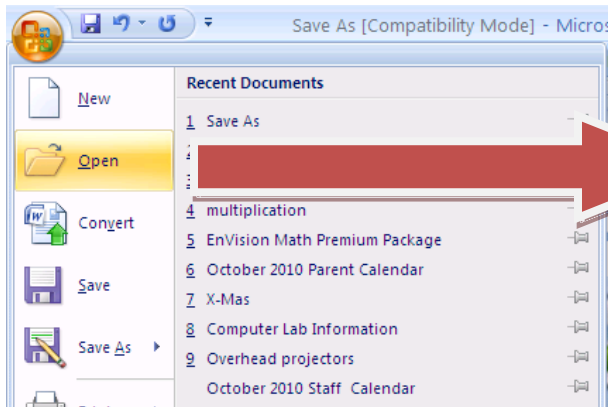 Save As [Compatibility Mode] - Micros
Recent Documents
New
Open
Convert
Save
Save As
1 Save As
2
3
4 multiplication
5 EnVision Math Premium Package
6 October 2010 Parent Calendar
7 X-Mas
8 Computer Lab Information
9 Overhead projectors
October 2010 Staff Calendar